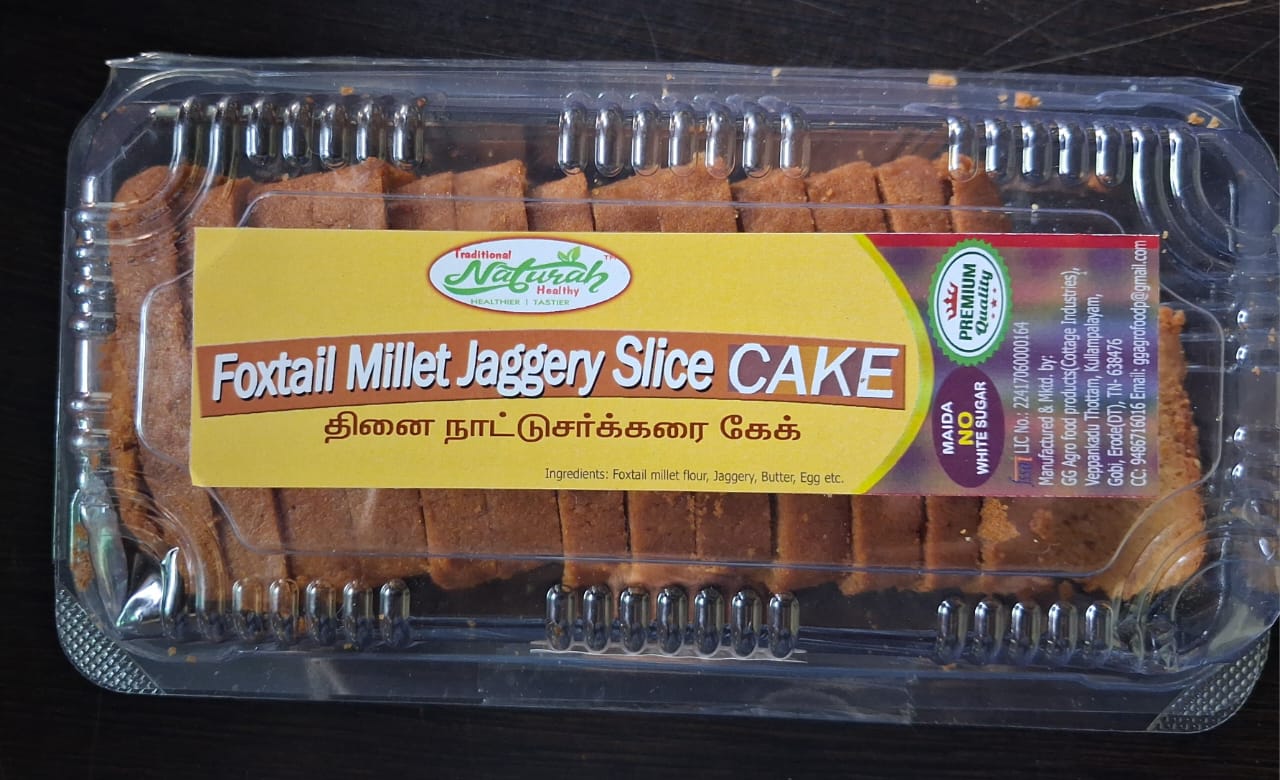 Traditional
Naturah
TM
Healthy
HEALTHIER | TASTIER
Foxtail Millet Jaggery Slice CAKE
தினை நாட்டுசர்க்கரை கேக்
Ingredients: Foxtail millet flour, Jaggery, Butter, Egg etc.
PREMIUM
Quality
MAIDA
NO
WHITE SUGAR
fssai LIC No.: 22417060000164
Manufactured & Mktd. by:
GG Agro food products(Cottage Industries),
Veppankadu Thottam, Kullampalayam,
Gobi, Erode(DT), TN- 638476
CC: 9486716016 Email: ggagrofoodp@gmail.com